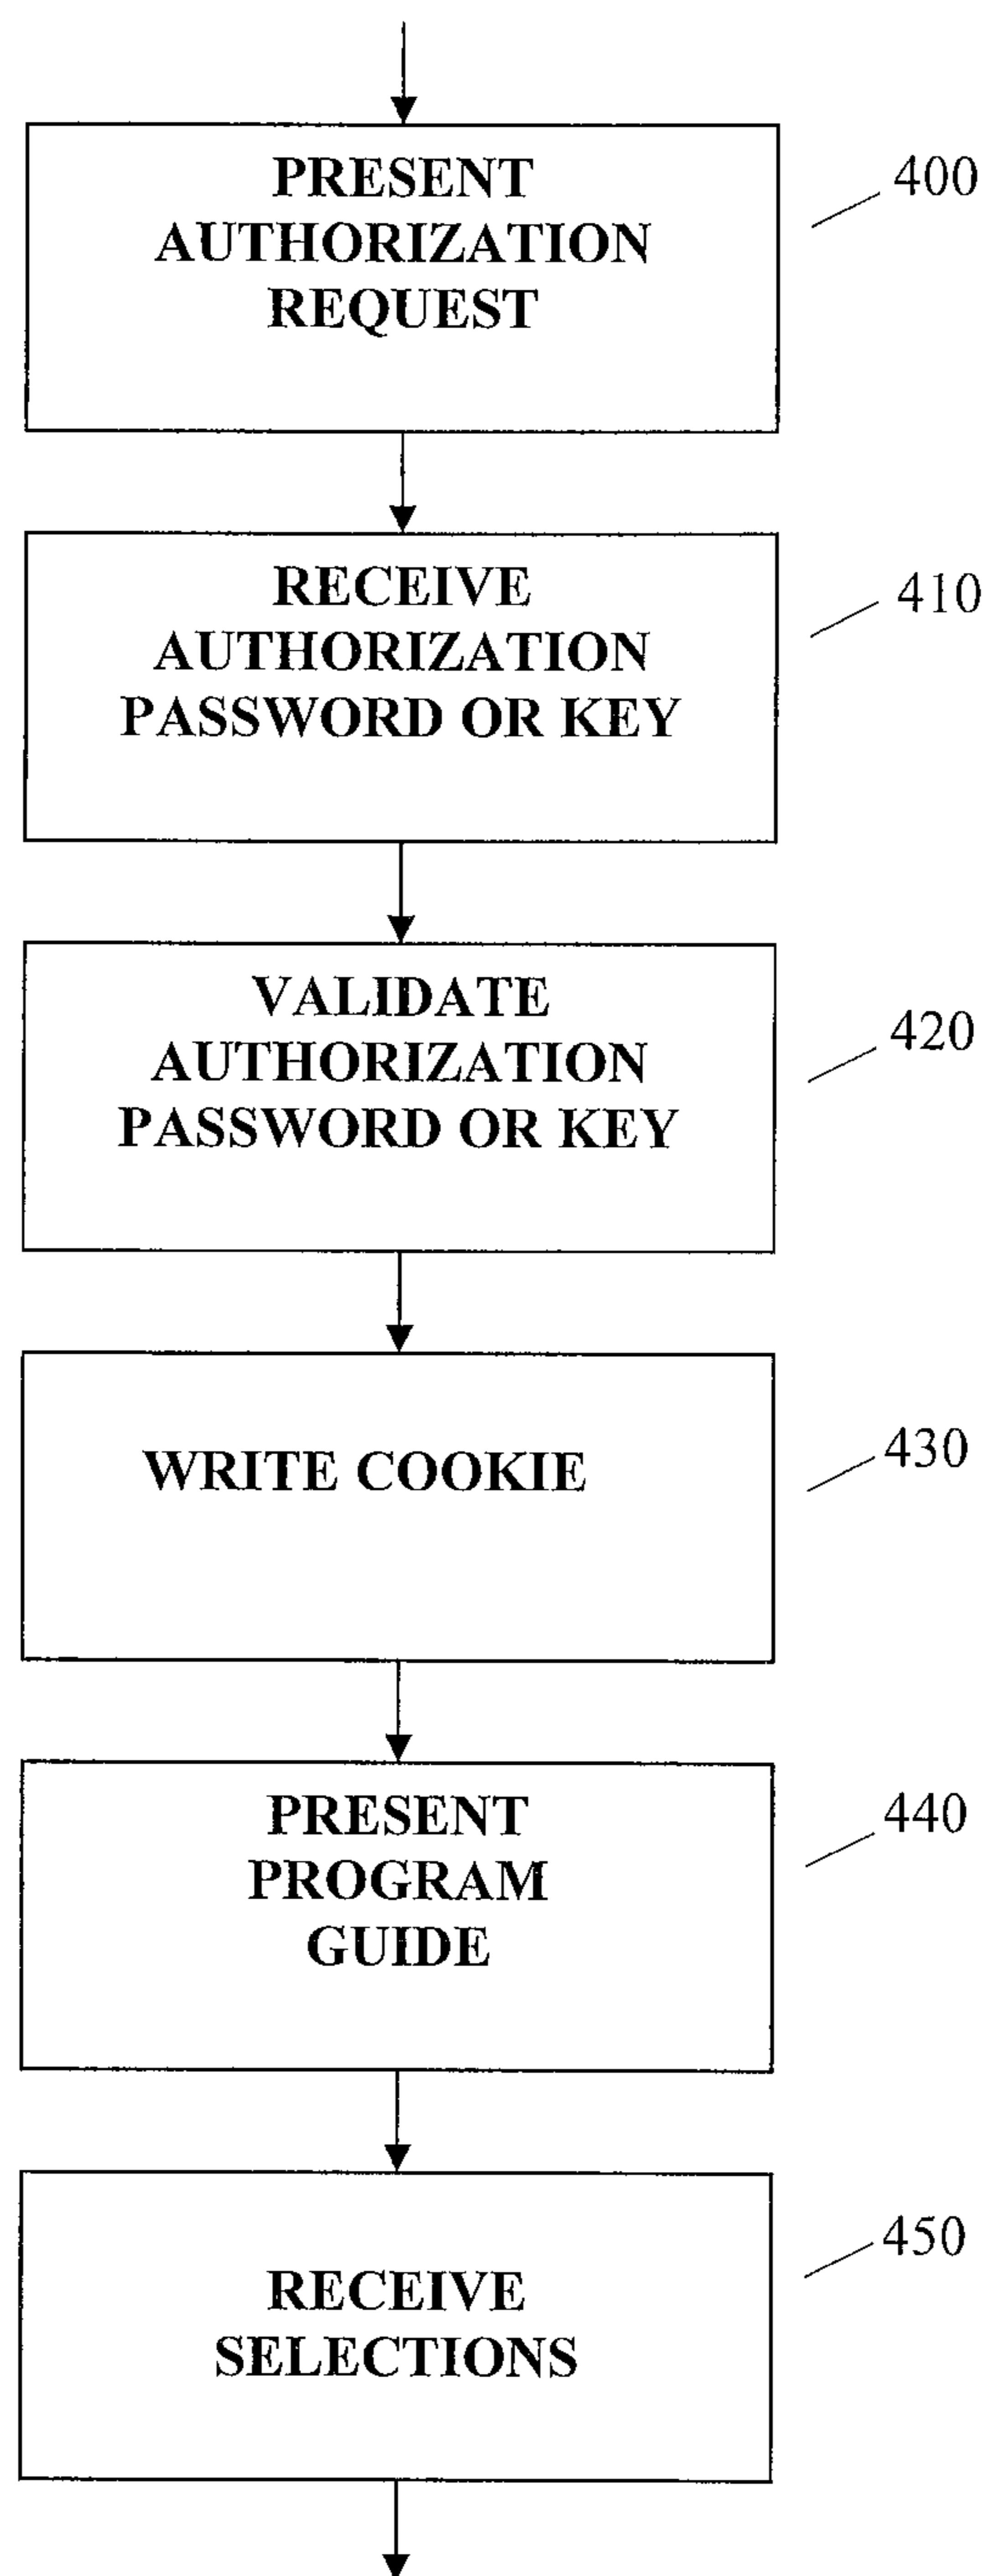 PRESENT
AUTHORIZATION
REQUEST
400
RECEIVE
AUTHORIZATION
PASSWORD OR KEY
410
VALIDATE
AUTHORIZATION
PASSWORD OR KEY
420
WRITE COOKIE
430
PRESENT
PROGRAM
GUIDE
440
RECEIVE
SELECTIONS
450